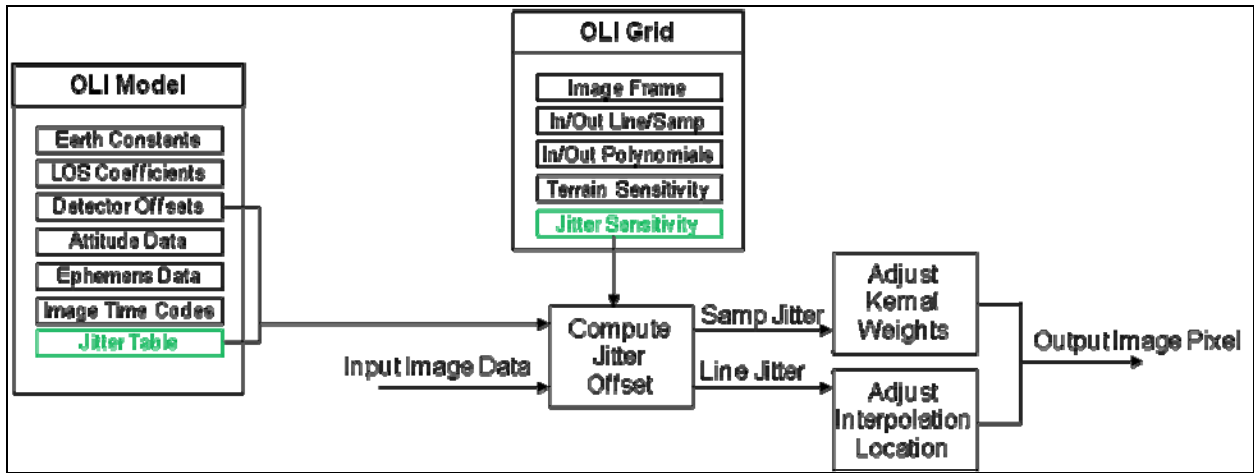 OLI Model
Earth Constants
LOS Coefficients
Detector Offsets
Attitude Data
Ephemens Data
Image Time Codes
Jitter Table
OLI Grid
Image Frame
In/Out Line/Samp
In/Out Polynomials
Terrain Sensitivity
Jitter Sensitivity
Input Image Data
Compute
Jitter
Offset
Samp Jitter
Line Jitter
Adjust
Kernal
Weights
Adjust
Interpolation
Location
Output Image Pixel